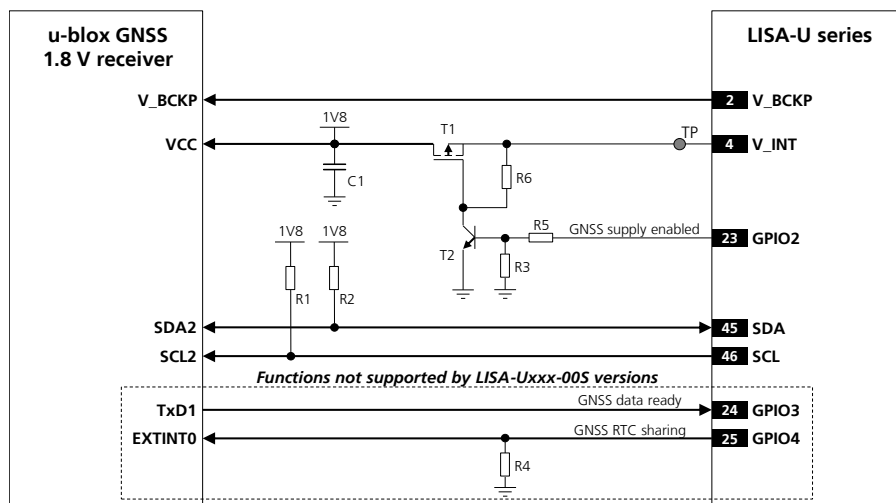 u-blox GNSS
1.8 V receiver
LISA-U series
V_BCKP
2
V_BCKP
1V8
T1
TP
VCC
4
V_INT
C1
R6
1V8
1V8
R5
GNSS supply enabled
23
GPIO2
T2
R3
R1
R2
SDA2
45
SDA
SCL2
46
SCL
Functions not supported by LISA-Uxxx-00S versions
TxD1
GNSS data ready
24
GPIO3
EXTINT0
GNSS RTC sharing
25
GPIO4
R4